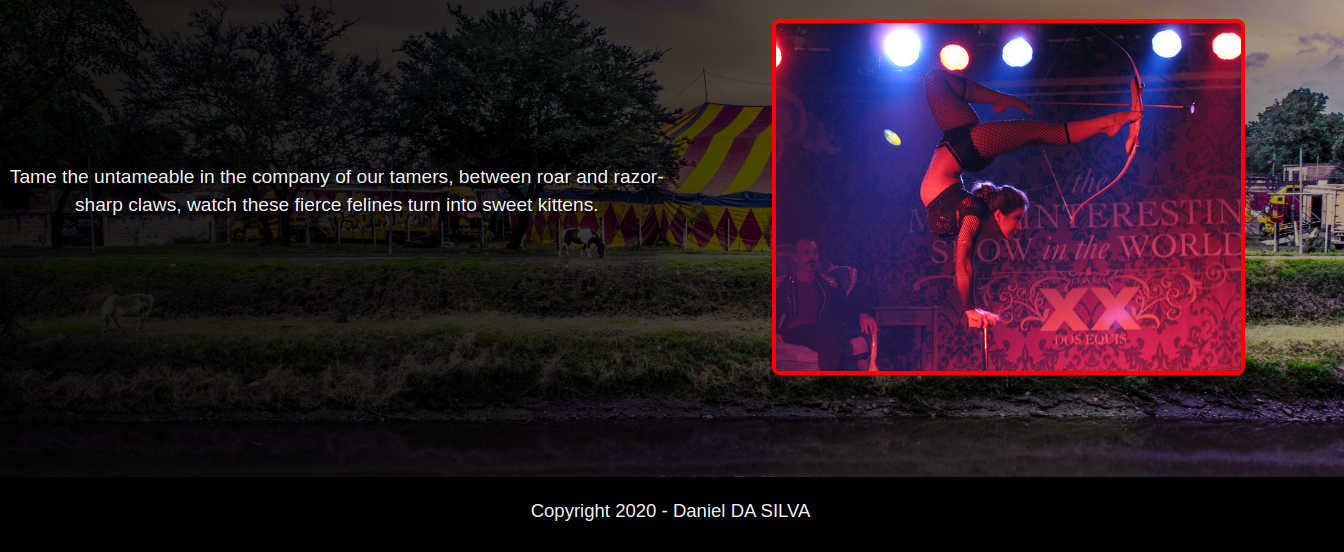 Tame the untameable in the company of our tamers, between roar and razor-
sharp claws, watch these fierce felines turn into sweet kittens.
the
INTERESTING
SHOW in the WORLD
XX
DOS EQUIS
Copyright 2020 - Daniel DA SILVA